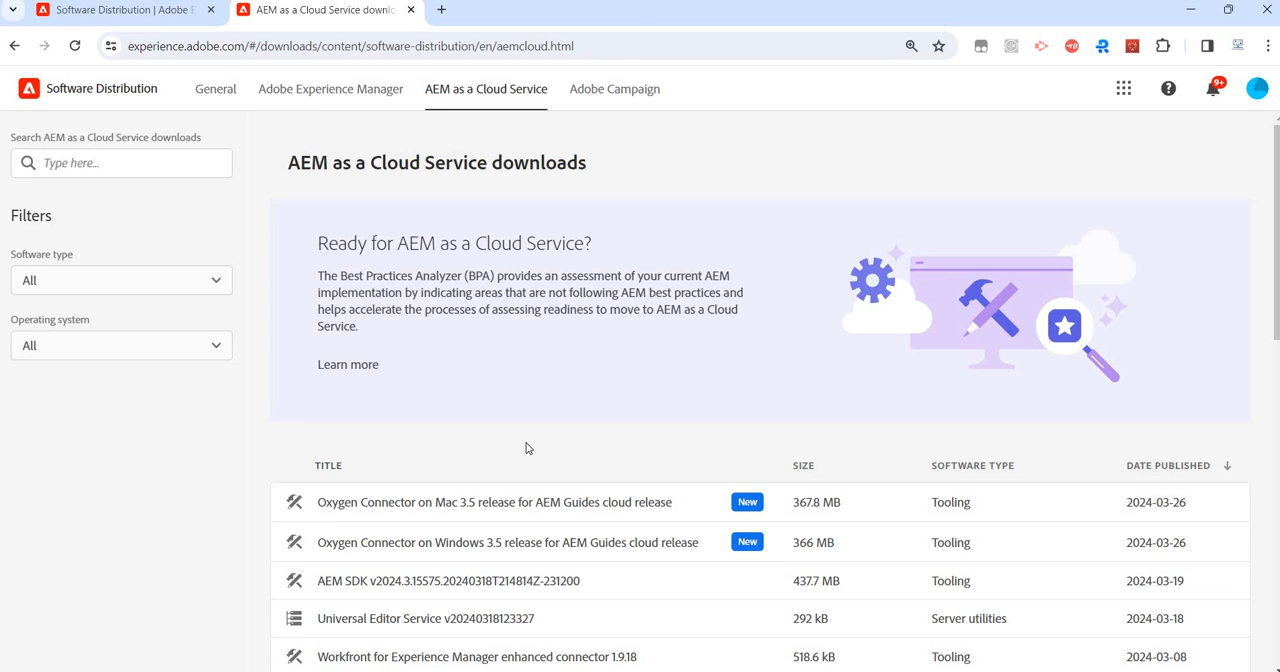 Software Distribution | Adobe E
AEM as a Cloud Service downlo
experience.adobe.com/#/downloads/content/software-distribution/en/aemcloud.html
Software Distribution
General
Adobe Experience Manager
AEM as a Cloud Service
Adobe Campaign
9+
Search AEM as a Cloud Service downloads
Type here...
Filters
Software type
All
Operating system
All
AEM as a Cloud Service downloads
Ready for AEM as a Cloud Service?
The Best Practices Analyzer (BPA) provides an assessment of your current AEM
implementation by indicating areas that are not following AEM best practices and
helps accelerate the processes of assessing readiness to move to AEM as a Cloud
Service.
Learn more
TITLE SIZE SOFTWARE TYPE DATE PUBLISHED
Oxygen Connector on Mac 3.5 release for AEM Guides cloud release New 367.8 MB Tooling 2024-03-26
Oxygen Connector on Windows 3.5 release for AEM Guides cloud release New 366 MB Tooling 2024-03-26
AEM SDK v2024.3.15575.20240318T214814Z-231200 437.7 MB Tooling 2024-03-19
Universal Editor Service v20240318123327 292 kB Server utilities 2024-03-18
Workfront for Experience Manager enhanced connector 1.9.18 518.6 kB Tooling 2024-03-08